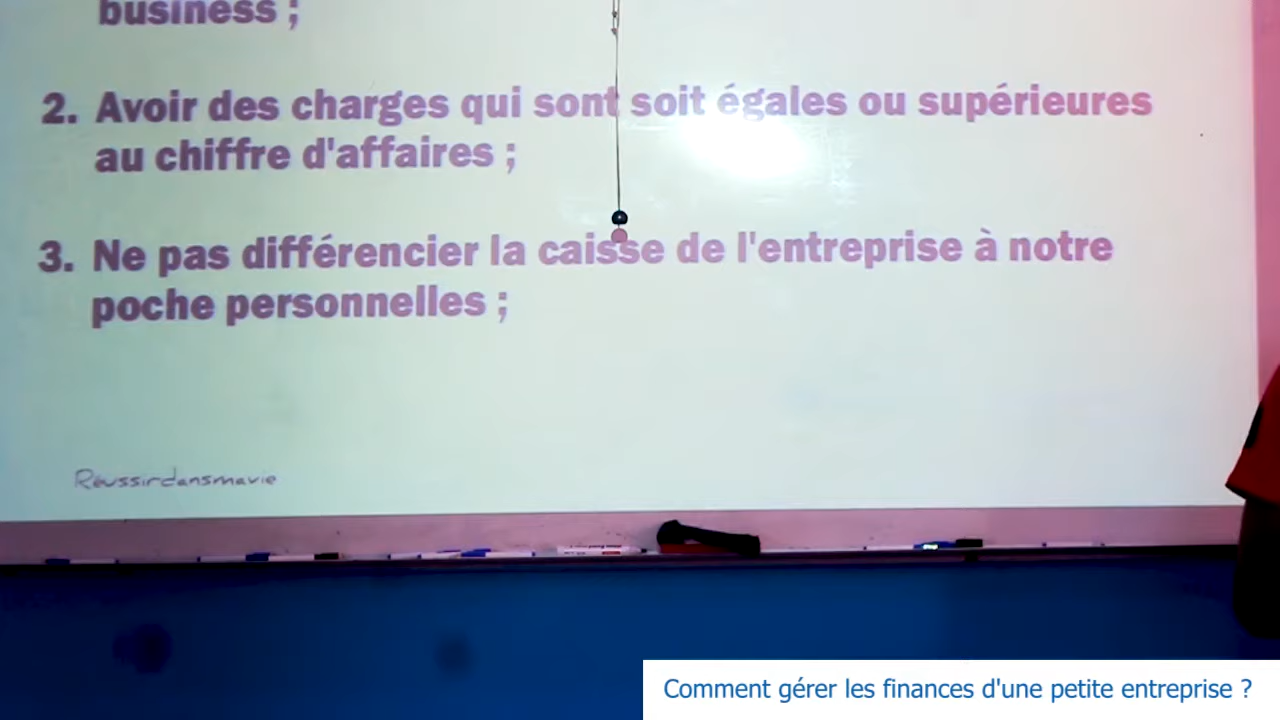 business ;
2. Avoir des charges qui sont soit égales ou supérieures
au chiffre d'affaires ;
3. Ne pas différencier la caisse de l'entreprise à notre
poche personnelles ;
Réussirdansmavie
Comment gérer les finances d'une petite entreprise ?